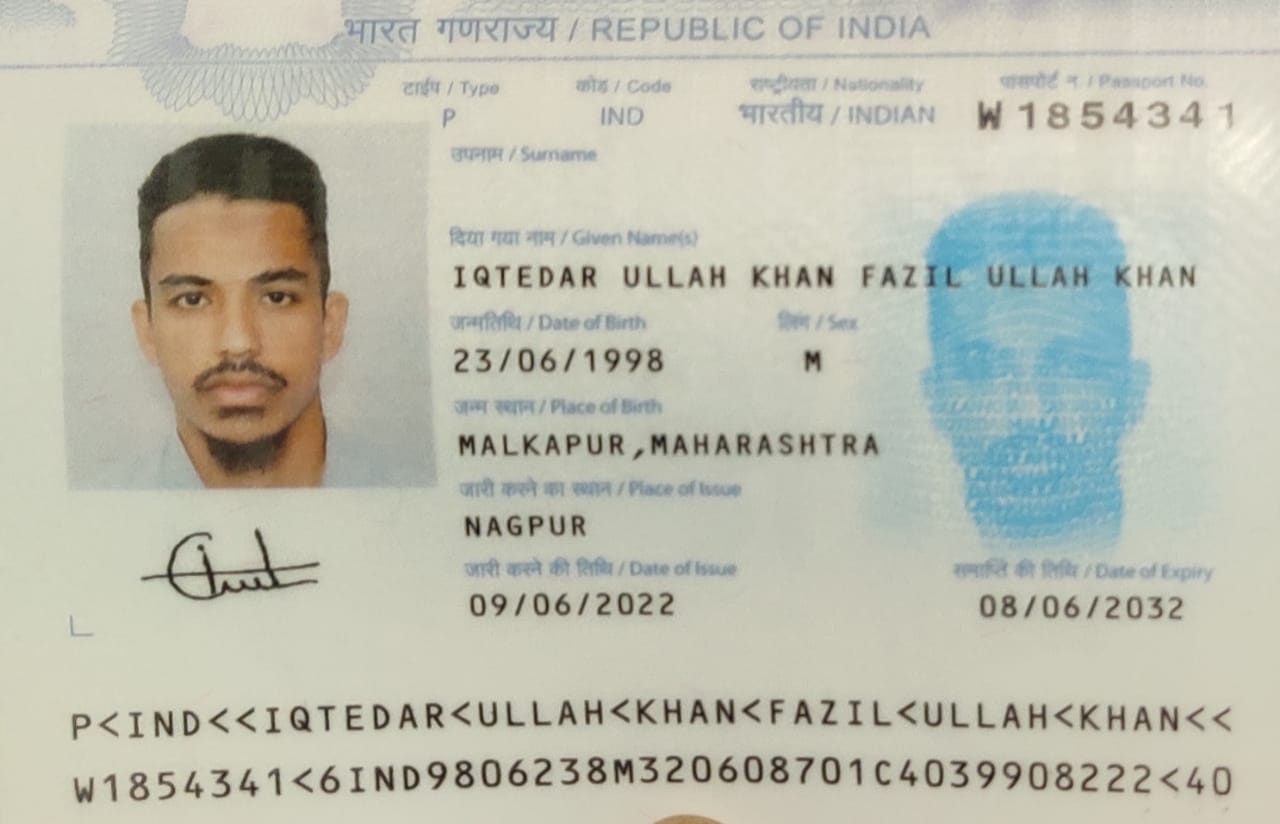 भारत गणराज्य / REPUBLIC OF INDIA
टाईप / Type कोड / Code राष्ट्रीयता / Nationality पासपोर्ट न. / Passport No.
P IND भारतीय / INDIAN W1854341
उपनाम / Surname
दिया गया नाम / Given Name(s)
IQTEDAR ULLAH KHAN FAZIL ULLAH KHAN
जन्मतिथि / Date of Birth लिंग / Sex
23/06/1998 M
जन्म स्थान / Place of Birth
MALKAPUR,MAHARASHTRA
जारी करने का स्थान / Place of Issue
NAGPUR
जारी करने की तिथि / Date of Issue समाप्ति की तिथि / Date of Expiry
09/06/2022 08/06/2032
P<IND<<IQTEDAR<ULLAH<KHAN<FAZIL<ULLAH<KHAN<<
W1854341<6IND9806238M320608701C4039908222<40